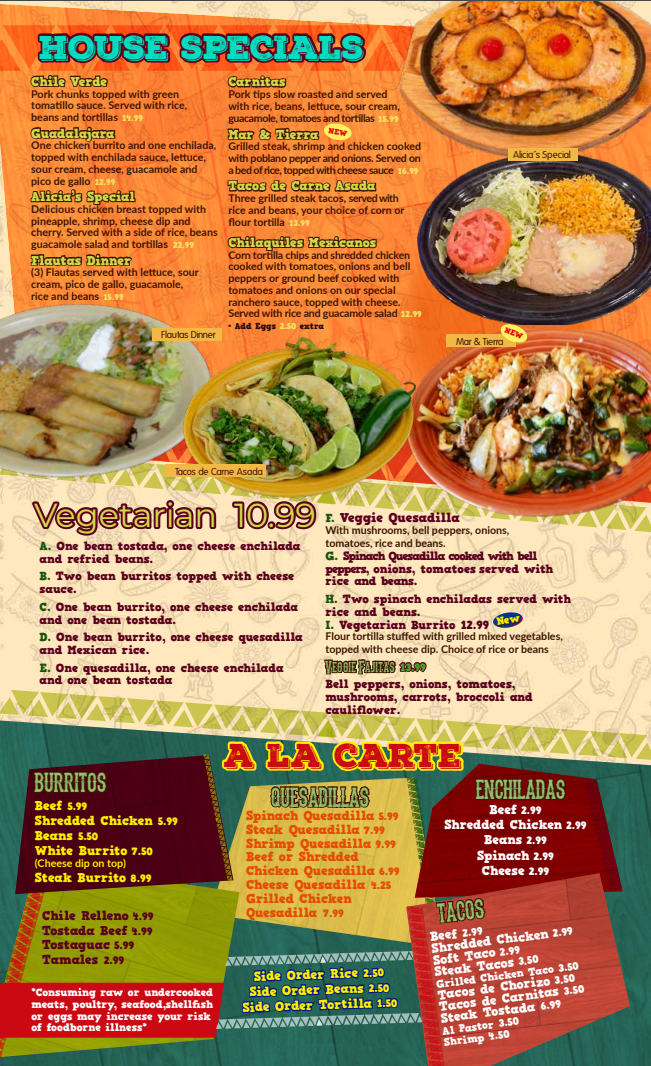 HOUSE SPECIALS
Chile Verde
Pork chunks topped with green
tomatillo sauce. Served with rice,
beans and tortillas 14.99
Guadalajara
One chicken burrito and one enchilada,
topped with enchilada sauce, lettuce,
sour cream, cheese, guacamole and
pico de gallo 12.99
Alicia's Special
Delicious chicken breast topped with
pineapple, shrimp, cheese dip and
cherry. Served with a side of rice, beans
guacamole salad and tortillas 22.99
Flautas Dinner
(3) Flautas served with lettuce, sour
cream, pico de gallo, guacamole,
rice and beans 15.99
Carnitas
Pork tips slow roasted and served
with rice, beans, lettuce, sour cream,
guacamole, tomatoes and tortillas 15.99
Mar & Tierra NEW
Grilled steak, shrimp and chicken cooked
with poblano pepper and onions. Served on
a bed of rice, topped with cheese sauce 16.99
Tacos de Carne Asada
Three grilled steak tacos, served with
rice and beans, your choice of corn or
flour tortilla 13.99
Chilaquiles Mexicanos
Corn tortilla chips and shredded chicken
cooked with tomatoes, onions and bell
peppers or ground beef cooked with
tomatoes and onions on our special
ranchero sauce, topped with cheese.
Served with rice and guacamole salad 12.99
• Add Eggs 2.50 extra
Alicia's Special
Flautas Dinner
Mar & Tierra NEW
Tacos de Carne Asada
Vegetarian 10.99
A. One bean tostada, one cheese enchilada
and refried beans.
B. Two bean burritos topped with cheese
sauce.
C. One bean burrito, one cheese enchilada
and one bean tostada.
D. One bean burrito, one cheese quesadilla
and Mexican rice.
E. One quesadilla, one cheese enchilada
and one bean tostada
F. Veggie Quesadilla
With mushrooms, bell peppers, onions,
tomatoes, rice and beans.
G. Spinach Quesadilla cooked with bell
peppers, onions, tomatoes served with
rice and beans.
H. Two spinach enchiladas served with
rice and beans.
I. Vegetarian Burrito 12.99 New
Flour tortilla stuffed with grilled mixed vegetables,
topped with cheese dip. Choice of rice or beans
Veggie Fajitas 13.99
Bell peppers, onions, tomatoes,
mushrooms, carrots, broccoli and
cauliflower.
A LA CARTE
BURRITOS
Beef 5.99
Shredded Chicken 5.99
Beans 5.50
White Burrito 7.50
(Cheese dip on top)
Steak Burrito 8.99
Chile Relleno 4.99
Tostada Beef 4.99
Tostaguac 5.99
Tamales 2.99
*Consuming raw or undercooked
meats, poultry, seafood,shellfish
or eggs may increase your risk
of foodborne illness*
QUESADILLAS
Spinach Quesadilla 5.99
Steak Quesadilla 7.99
Shrimp Quesadilla 9.99
Beef or Shredded
Chicken Quesadilla 6.99
Cheese Quesadilla 4.25
Grilled Chicken
Quesadilla 7.99
Side Order Rice 2.50
Side Order Beans 2.50
Side Order Tortilla 1.50
ENCHILADAS
Beef 2.99
Shredded Chicken 2.99
Beans 2.99
Spinach 2.99
Cheese 2.99
TACOS
Beef 2.99
Shredded Chicken 2.99
Soft Taco 2.99
Steak Tacos 3.50
Grilled Chicken Taco 3.50
Tacos de Chorizo 3.50
Tacos de Carnitas 3.50
Steak Tostada 6.99
Al Pastor 3.50
Shrimp 4.50